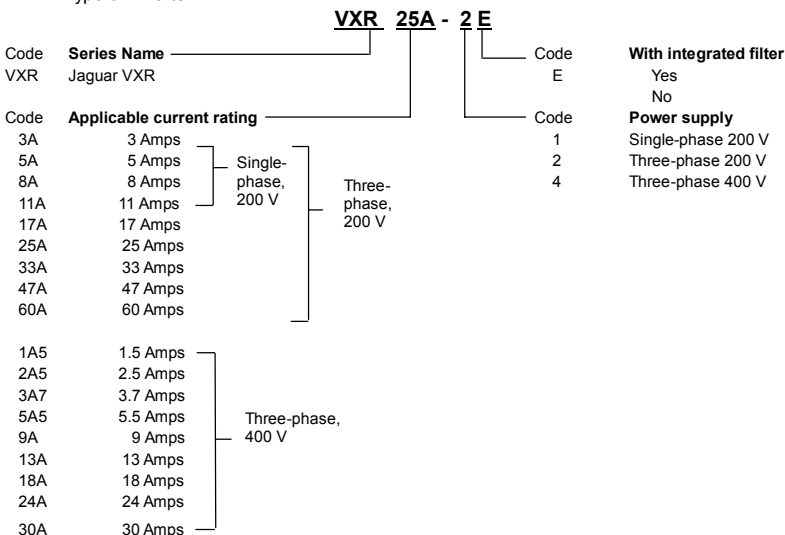 VXR 25A - 2 E
Code Series Name
VXR Jaguar VXR
Code Applicable current rating
3A 3 Amps
5A 5 Amps
8A 8 Amps
11A 11 Amps
17A 17 Amps
25A 25 Amps
33A 33 Amps
47A 47 Amps
60A 60 Amps
Single-
phase,
200 V
Three-
phase,
200 V
1A5 1.5 Amps
2A5 2.5 Amps
3A7 3.7 Amps
5A5 5.5 Amps
9A 9 Amps
13A 13 Amps
18A 18 Amps
24A 24 Amps
30A 30 Amps
Three-phase,
400 V
Code With integrated filter
E Yes
No
Code Power supply
1 Single-phase 200 V
2 Three-phase 200 V
4 Three-phase 400 V